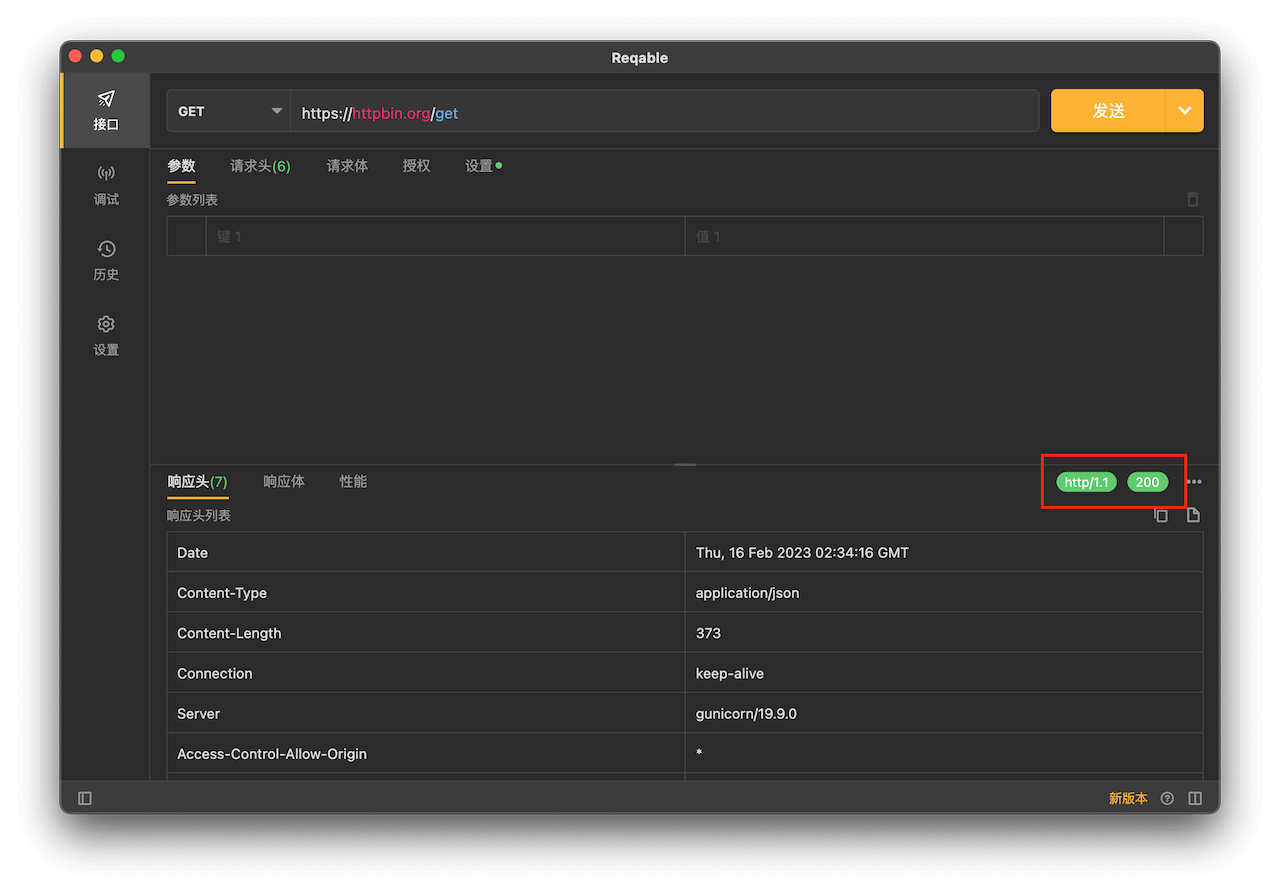 Reqable
接口
调试
历史
设置
GET
https://httpbin.org/get
发送
参数 请求头(6) 请求体 授权 设置
参数列表
键 1 值 1
响应头(7) 响应体 性能 http/1.1 200
响应头列表
Date Thu, 16 Feb 2023 02:34:16 GMT
Content-Type application/json
Content-Length 373
Connection keep-alive
Server gunicorn/19.9.0
Access-Control-Allow-Origin *
新版本